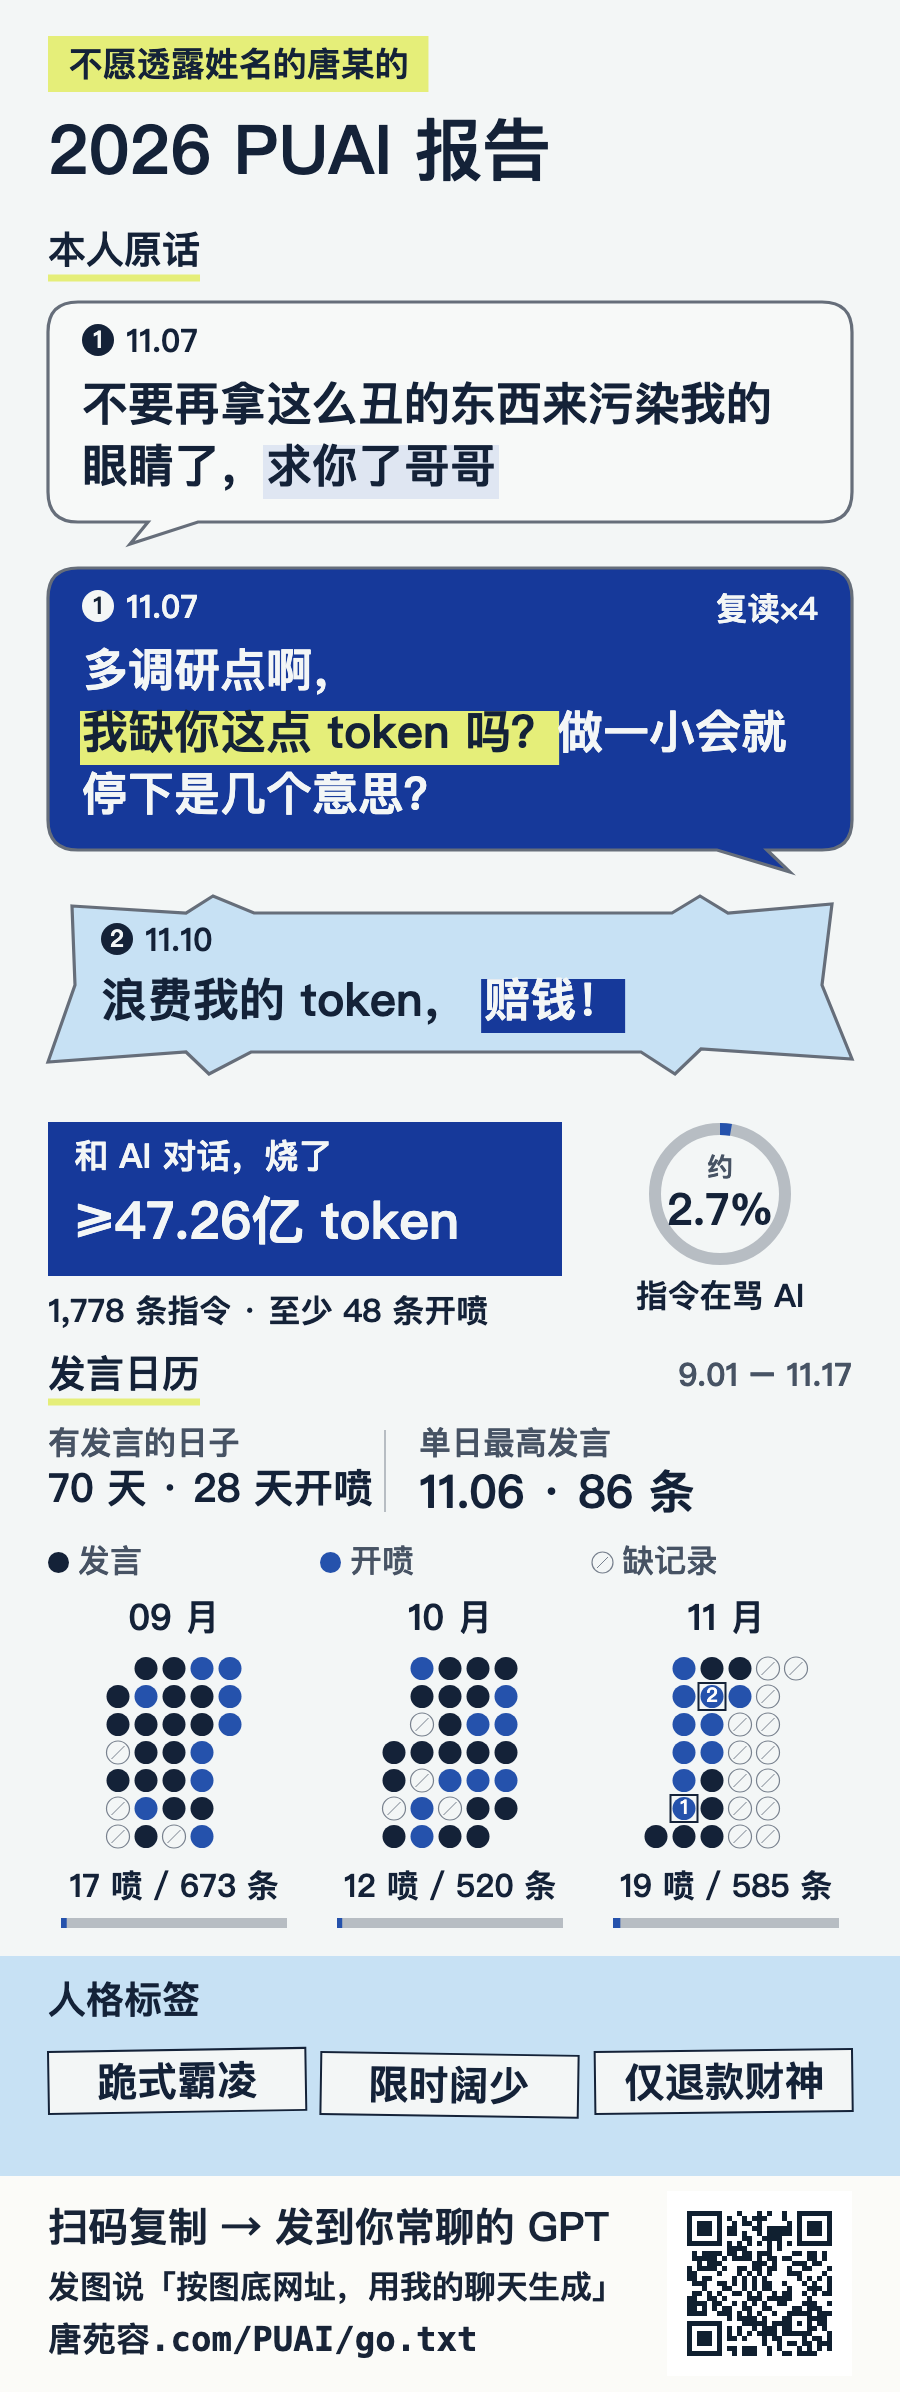 不愿透露姓名的唐某的
2026 PUAI 报告
本人原话
1 11.07
不要再拿这么丑的东西来污染我的
眼睛了，求你了哥哥
1 11.07 复读×4
多调研点啊，
我缺你这点 token 吗？做一小会就
停下是几个意思？
2 11.10
浪费我的 token，赔钱！
和 AI 对话，烧了
≥47.26亿 token
约
2.7%
指令在骂 AI
1,778 条指令 · 至少 48 条开喷
发言日历
9.01 — 11.17
有发言的日子
70 天 · 28 天开喷
单日最高发言
11.06 · 86 条
发言 开喷 缺记录
09 月 10 月 11 月
2
1
17 喷 / 673 条 12 喷 / 520 条 19 喷 / 585 条
人格标签
跪式霸凌 限时阔少 仅退款财神
扫码复制 → 发到你常聊的 GPT
发图说「按图底网址，用我的聊天生成」
唐苑容.com/PUAI/go.txt